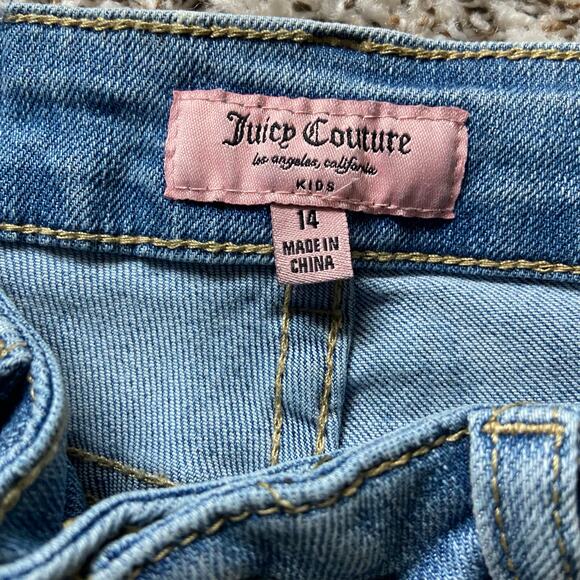 Juicy Couture
los angeles, california
KIDS
14
MADE IN
CHINA